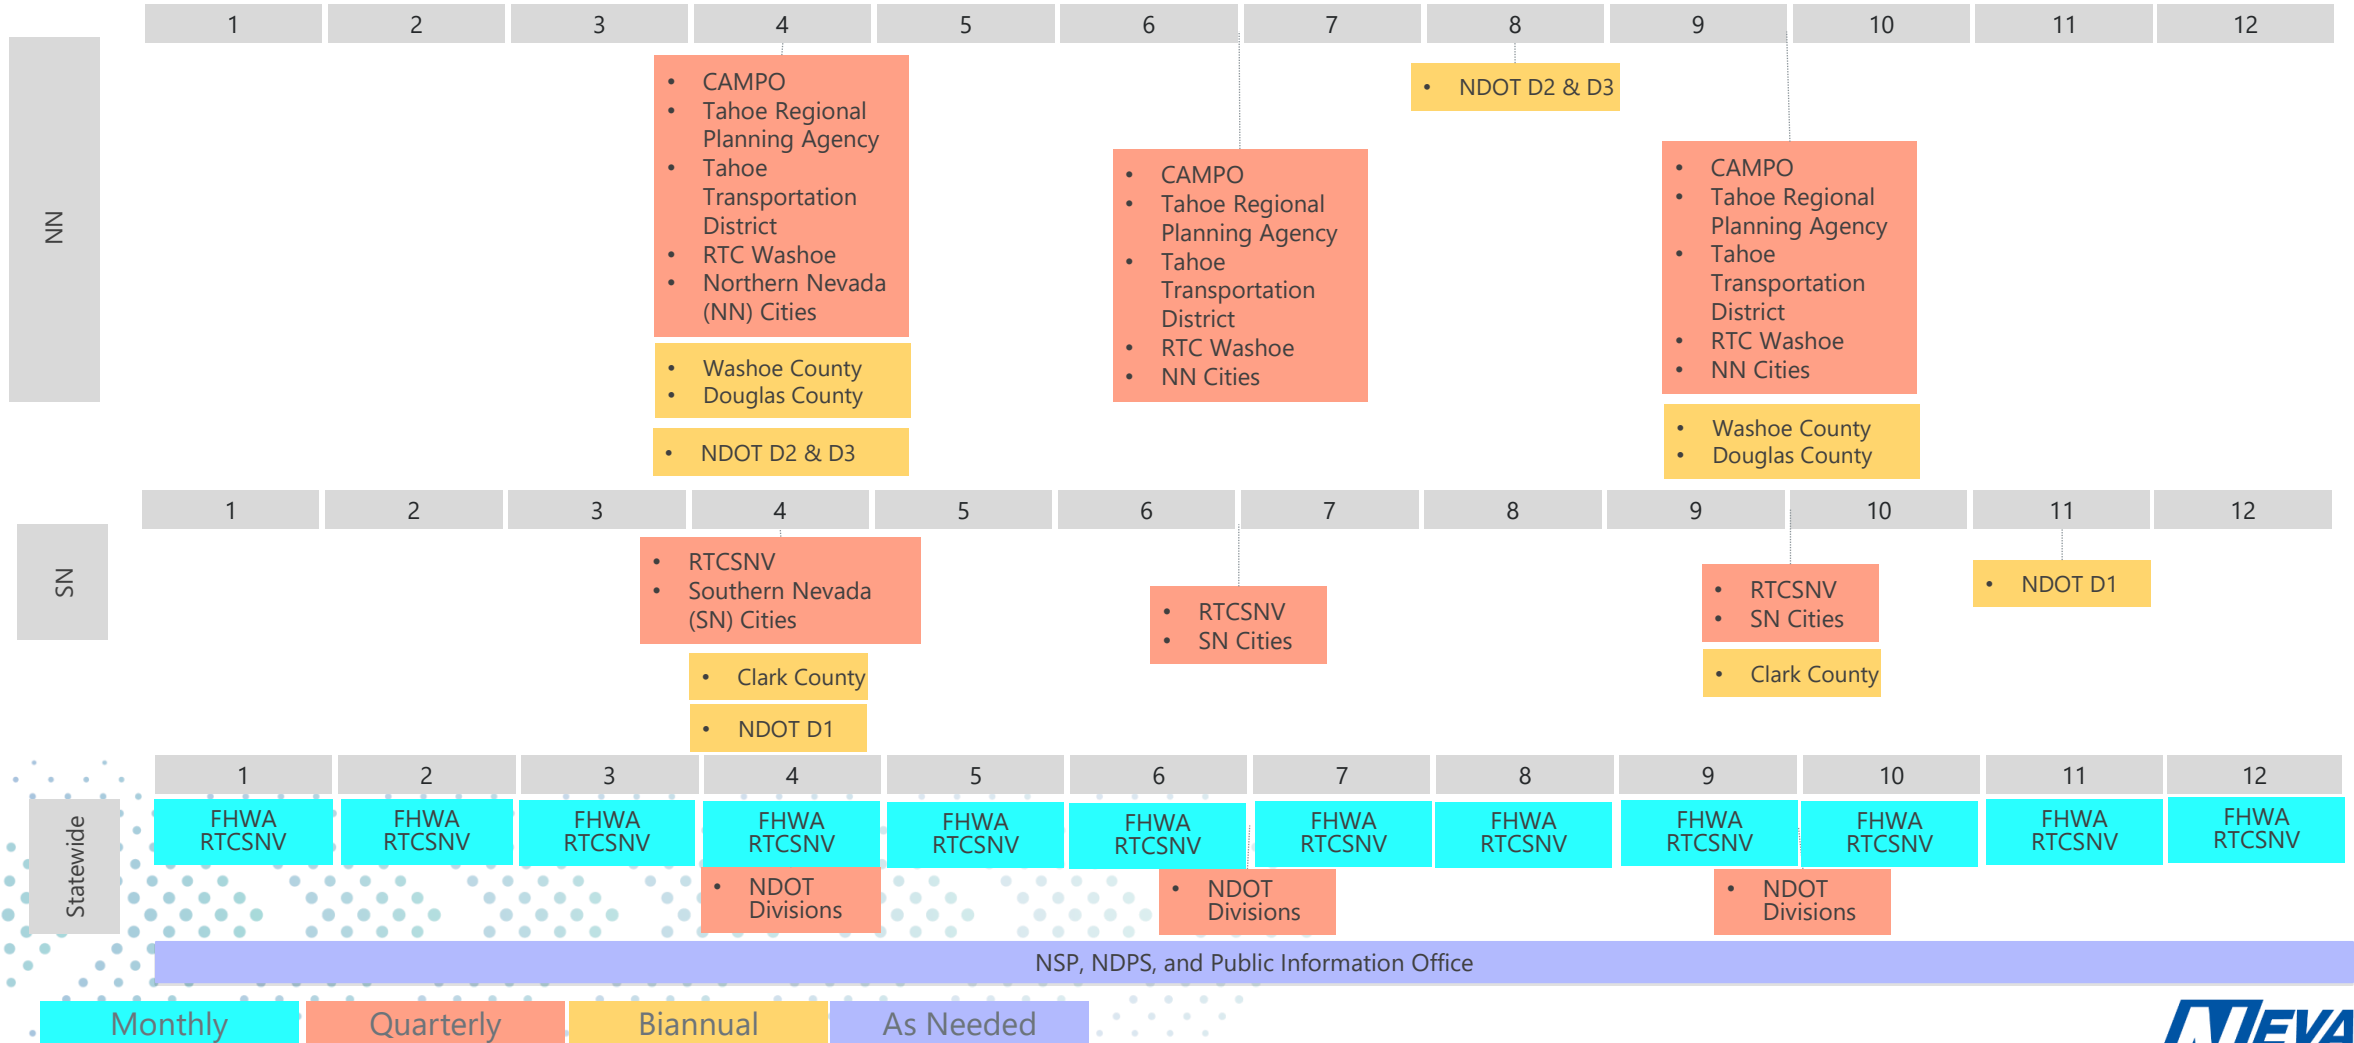 1 2 3 4 5 6 7 8 9 10 11 12
NN
• CAMPO
• Tahoe Regional
Planning Agency
• Tahoe
Transportation
District
• RTC Washoe
• Northern Nevada
(NN) Cities
• Washoe County
• Douglas County
• NDOT D2 & D3
• CAMPO
• Tahoe Regional
Planning Agency
• Tahoe
Transportation
District
• RTC Washoe
• NN Cities
• NDOT D2 & D3
• CAMPO
• Tahoe Regional
Planning Agency
• Tahoe
Transportation
District
• RTC Washoe
• NN Cities
• Washoe County
• Douglas County
1 2 3 4 5 6 7 8 9 10 11 12
SN
• RTCSNV
• Southern Nevada
(SN) Cities
• Clark County
• NDOT D1
• RTCSNV
• SN Cities
• RTCSNV
• SN Cities
• Clark County
• NDOT D1
1 2 3 4 5 6 7 8 9 10 11 12
Statewide
FHWA FHWA FHWA FHWA FHWA FHWA FHWA FHWA FHWA FHWA FHWA FHWA
RTCSNV RTCSNV RTCSNV RTCSNV RTCSNV RTCSNV RTCSNV RTCSNV RTCSNV RTCSNV RTCSNV RTCSNV
• NDOT
Divisions
• NDOT
Divisions
• NDOT
Divisions
NSP, NDPS, and Public Information Office
Monthly Quarterly Biannual As Needed
NEVA